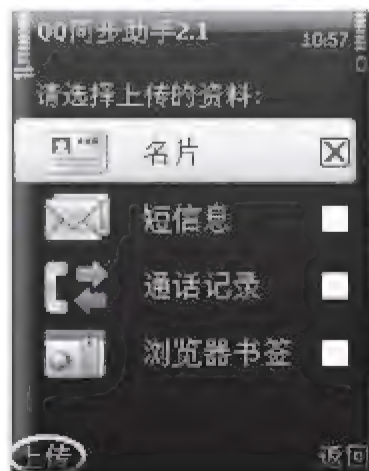 QQ同步助手2.1
10:57
请选择上传的资料:
名片
短信息
通话记录
浏览器书签
上传 返回